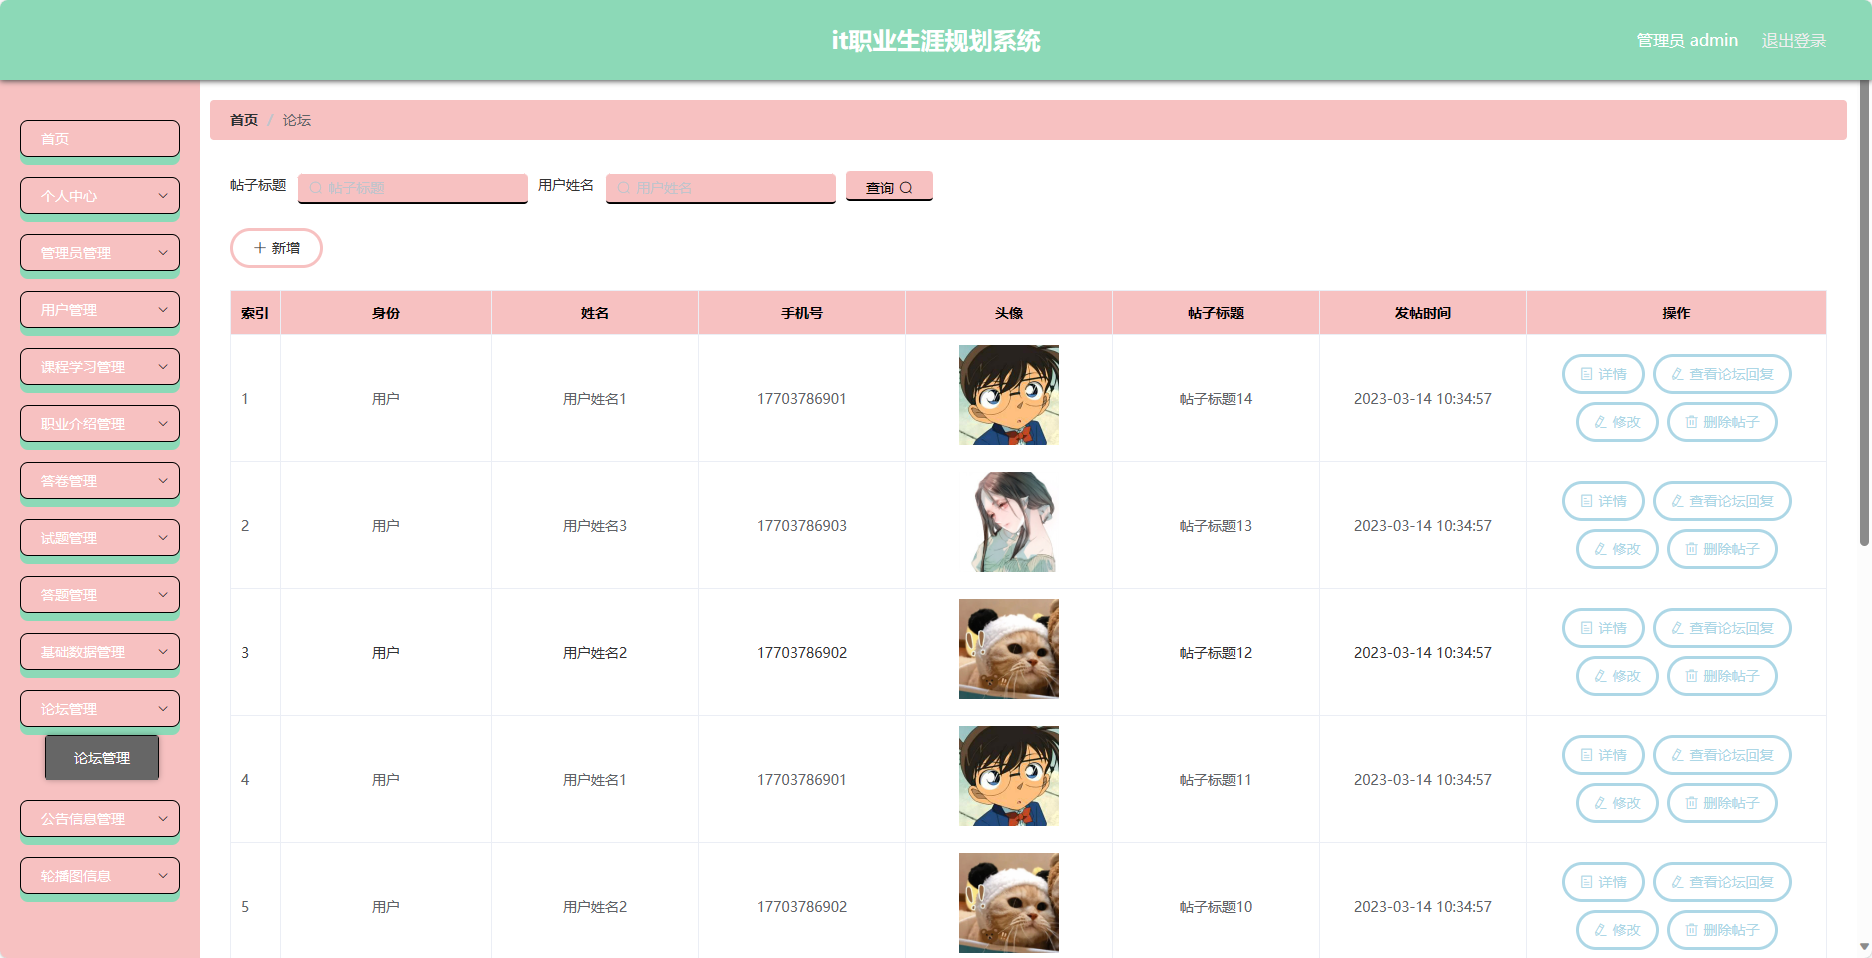 it职业生涯规划系统
管理员 admin 退出登录
首页
个人中心
管理员管理
用户管理
课程学习管理
职业介绍管理
答卷管理
试题管理
答题管理
基础数据管理
论坛管理
论坛管理
公告信息管理
轮播图信息
首页 / 论坛
帖子标题 帖子标题 用户姓名 用户姓名 查询
新增
索引 身份 姓名 手机号 头像 帖子标题 发帖时间 操作
1 用户 用户姓名1 17703786901 帖子标题14 2023-03-14 10:34:57 详情 查看论坛回复
修改 删除帖子
2 用户 用户姓名3 17703786903 帖子标题13 2023-03-14 10:34:57 详情 查看论坛回复
修改 删除帖子
3 用户 用户姓名2 17703786902 帖子标题12 2023-03-14 10:34:57 详情 查看论坛回复
修改 删除帖子
4 用户 用户姓名1 17703786901 帖子标题11 2023-03-14 10:34:57 详情 查看论坛回复
修改 删除帖子
5 用户 用户姓名2 17703786902 帖子标题10 2023-03-14 10:34:57 详情 查看论坛回复
修改 删除帖子